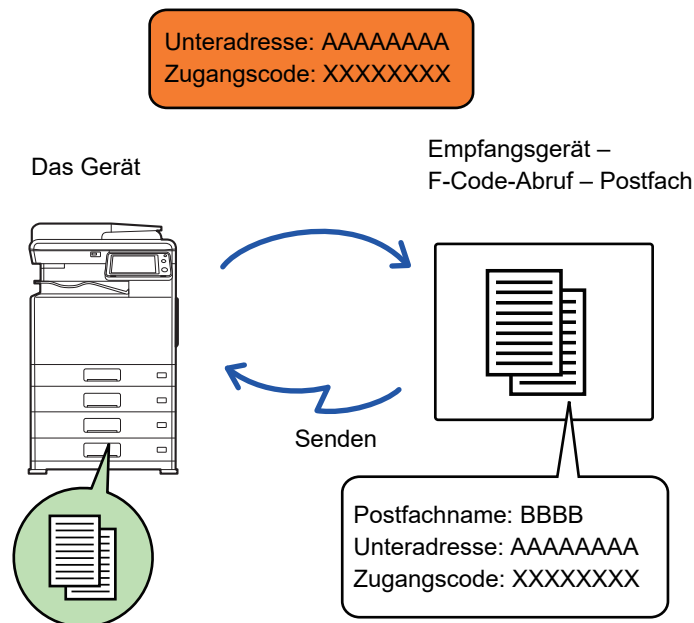 Unteradresse: AAAAAAAA
Zugangscode: XXXXXXXX
Das Gerät
Empfangsgerät –
F-Code-Abruf – Postfach
Senden
Postfachname: BBBB
Unteradresse: AAAAAAAA
Zugangscode: XXXXXXXX